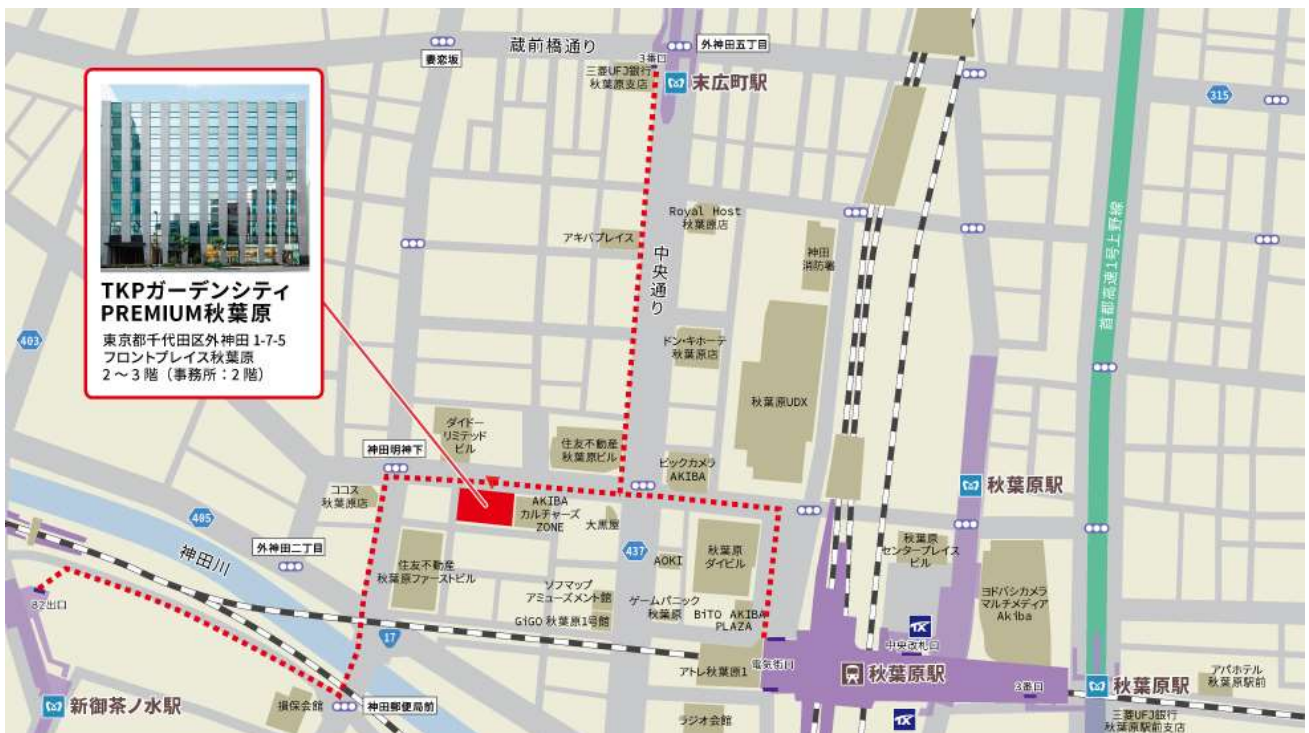 蔵前橋通り
妻恋坂
外神田五丁目
3番口
三菱UFJ銀行
秋葉原支店
末広町駅
315
TKPガーデンシティ
PREMIUM秋葉原
東京都千代田区外神田 1-7-5
フロントプレイス秋葉原
2〜3階(事務所:2階)
403
Royal Host
秋葉原店
アキバプレイス
中央通り
神田
消防署
首都高速1号上野線
ドン・キホーテ
秋葉原店
秋葉原UDX
ダイドー
リミテッド
ビル
住友不動産
秋葉原ビル
ビックカメラ
AKIBA
神田明神下
ココス
秋葉原店
AKIBA
カルチャーズ
ZONE
大黒屋
秋葉原駅
405
神田川
外神田二丁目
437
AOKI
秋葉原
ダイビル
秋葉原
センタープレイス
ビル
住友不動産
秋葉原ファーストビル
ソフマップ
アミューズメント館
GiGO 秋葉原1号館
ゲームパニック
秋葉原
BiTO AKIBA
PLAZA
ヨドバシカメラ
マルチメディア
Akiba
B2出口
17
TX
中央改札口
電気街口
アトレ秋葉原1
秋葉原駅
3番口
秋葉原駅
アパホテル
秋葉原駅前
新御茶ノ水駅
損保会館
神田郵便局前
ラジオ会館
TX
三菱UFJ銀行
秋葉原駅前支店